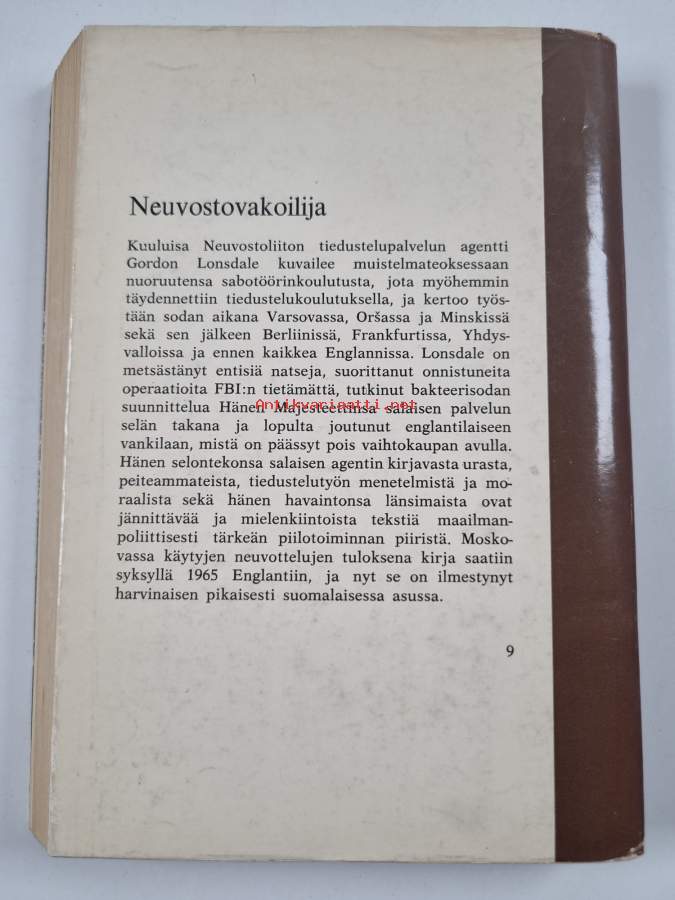 Neuvostovakoilija
Kuuluisa Neuvostoliiton tiedustelupalvelun agentti
Gordon Lonsdale kuvailee muistelmateoksessaan
nuoruutensa sabotöörinkoulutusta, jota myöhemmin
täydennettiin tiedustelukoulutuksella, ja kertoo työs-
tään sodan aikana Varsovassa, Oršassa ja Minskissä
sekä sen jälkeen Berliinissä, Frankfurtissa, Yhdys-
valloissa ja ennen kaikkea Englannissa. Lonsdale on
metsästänyt entisiä natseja, suorittanut onnistuneita
operaatioita FBI:n tietämättä, tutkinut bakteerisodan
suunnittelua Hänen Majesteettinsa salaisen palvelun
Antikvariaatti.net
selän takana ja lopulta joutunut englantilaiseen
vankilaan, mistä on päässyt pois vaihtokaupan avulla.
Hänen selontekonsa salaisen agentin kirjavasta urasta,
peiteammateista, tiedustelutyön menetelmistä ja mo-
raalista sekä hänen havaintonsa länsimaista ovat
jännittävää ja mielenkiintoista tekstiä maailman-
poliittisesti tärkeän piilotoiminnan piiristä. Mosko-
vassa käytyjen neuvottelujen tuloksena kirja saatiin
syksyllä 1965 Englantiin, ja nyt se on ilmestynyt
harvinaisen pikaisesti suomalaisessa asussa.
9